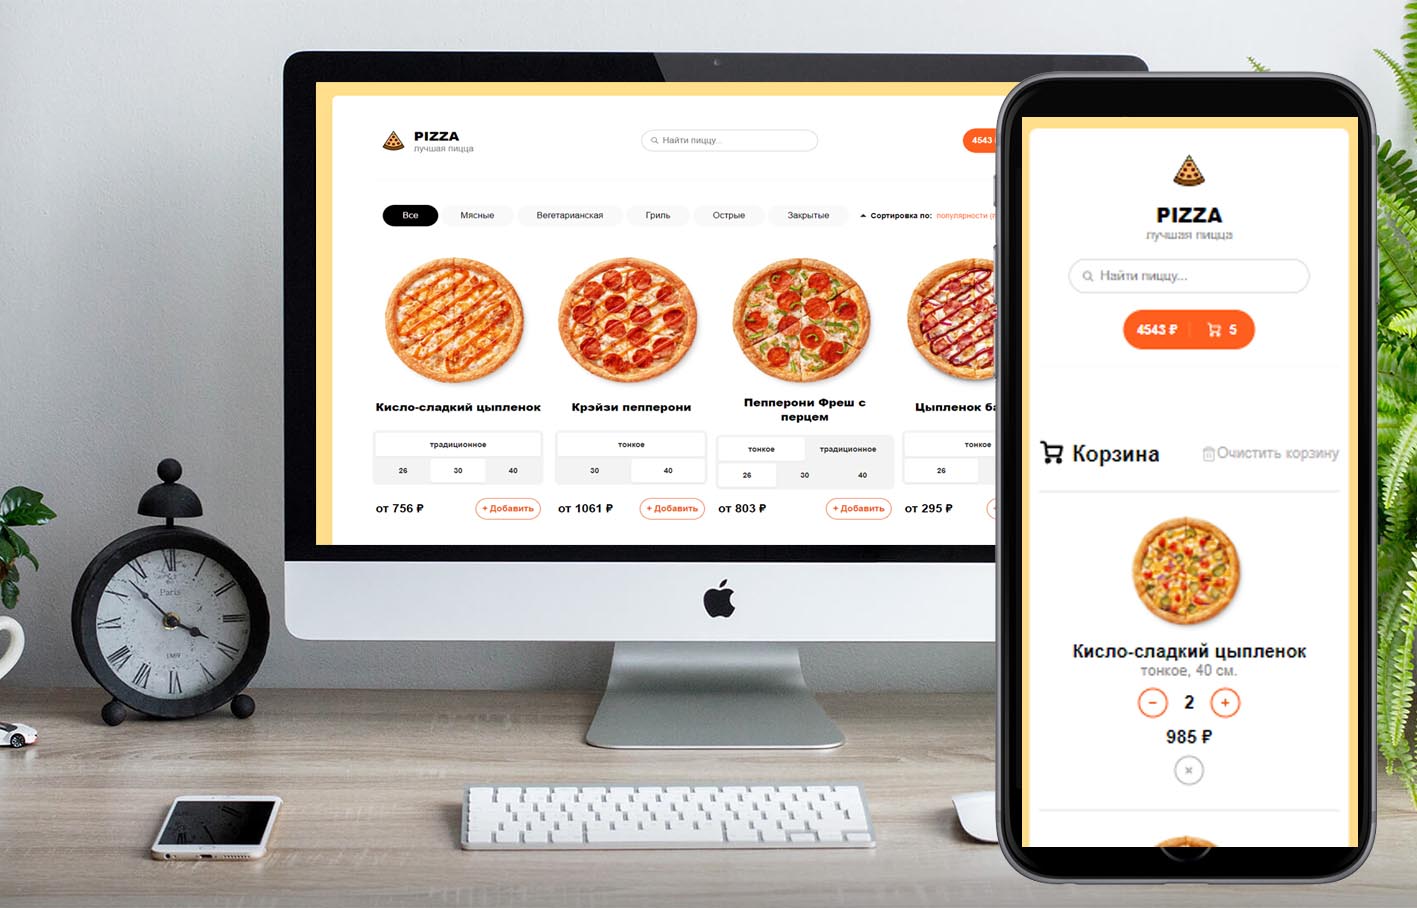 PIZZA
лучшая пицца
Найти пиццу...
4543
Все
Мясные
Вегетарианская
Гриль
Острые
Закрытые
Сортировка по: популярности
Кисло-сладкий цыпленок
традиционное
26 30 40
от 756 ₽
+ Добавить
Крэйзи пепперони
тонкое
30 40
от 1061 ₽
+ Добавить
Пепперони Фреш с
перцем
тонкое традиционное
26 30 40
от 803 ₽
+ Добавить
Цыпленок
тонкое
26
от 295 ₽
PIZZA
лучшая пицца
Найти пиццу...
4543 ₽ 5
Корзина
Очистить корзину
Кисло-сладкий цыпленок
тонкое, 40 см.
− 2 +
985 ₽
×
Paris